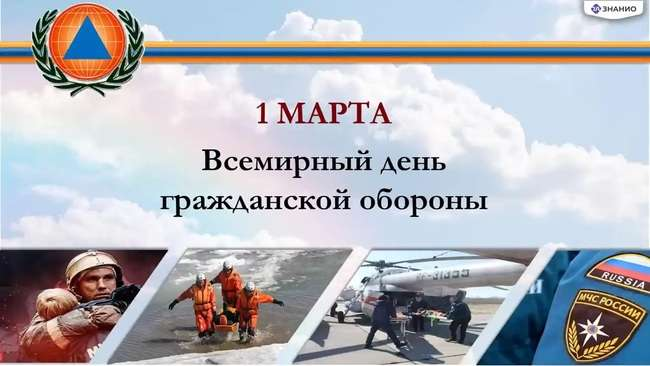 ЗНАНИО
1 МАРТА
Всемирный день
гражданской обороны
RUSSIA
МЧС РОССИИ